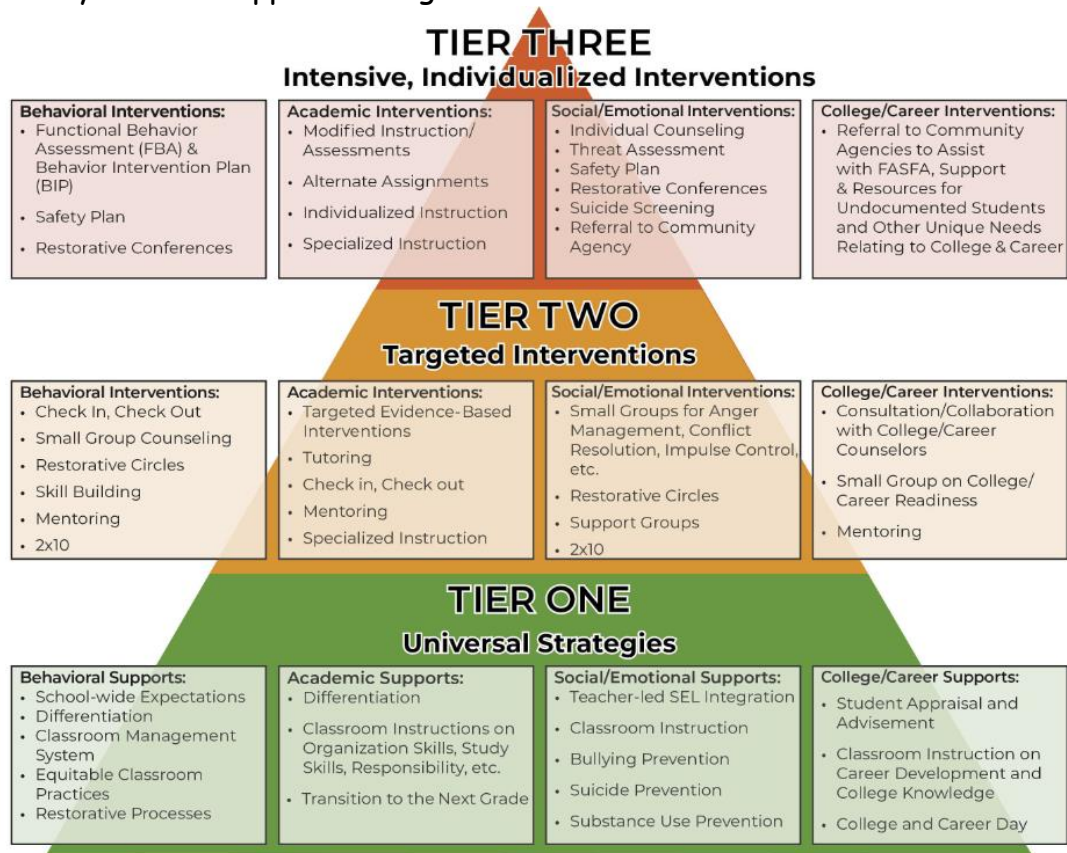 TIER THREE
Intensive, Individualized Interventions
Behavioral Interventions:
• Functional Behavior
Assessment (FBA) &
Behavior Intervention Plan
(BIP)
• Safety Plan
• Restorative Conferences
Academic Interventions:
• Modified Instruction/
Assessments
• Alternate Assignments
• Individualized Instruction
• Specialized Instruction
Social/Emotional Interventions:
• Individual Counseling
• Threat Assessment
• Safety Plan
• Restorative Conferences
• Suicide Screening
• Referral to Community
Agency
College/Career Interventions:
• Referral to Community
Agencies to Assist
with FASFA, Support
& Resources for
Undocumented Students
and Other Unique Needs
Relating to College & Career
TIER TWO
Targeted Interventions
Behavioral Interventions:
• Check In, Check Out
• Small Group Counseling
• Restorative Circles
• Skill Building
• Mentoring
• 2x10
Academic Interventions:
• Targeted Evidence-Based
Interventions
• Tutoring
• Check in, Check out
• Mentoring
• Specialized Instruction
Social/Emotional Interventions:
• Small Groups for Anger
Management, Conflict
Resolution, Impulse Control,
etc.
• Restorative Circles
• Support Groups
• 2x10
College/Career Interventions:
• Consultation/Collaboration
with College/Career
Counselors
• Small Group on College/
Career Readiness
• Mentoring
TIER ONE
Universal Strategies
Behavioral Supports:
• School-wide Expectations
• Differentiation
• Classroom Management
System
• Equitable Classroom
Practices
• Restorative Processes
Academic Supports:
• Differentiation
• Classroom Instructions on
Organization Skills, Study
Skills, Responsibility, etc.
• Transition to the Next Grade
Social/Emotional Supports:
• Teacher-led SEL Integration
• Classroom Instruction
• Bullying Prevention
• Suicide Prevention
• Substance Use Prevention
College/Career Supports:
• Student Appraisal and
Advisement
• Classroom Instruction on
Career Development and
College Knowledge
• College and Career Day